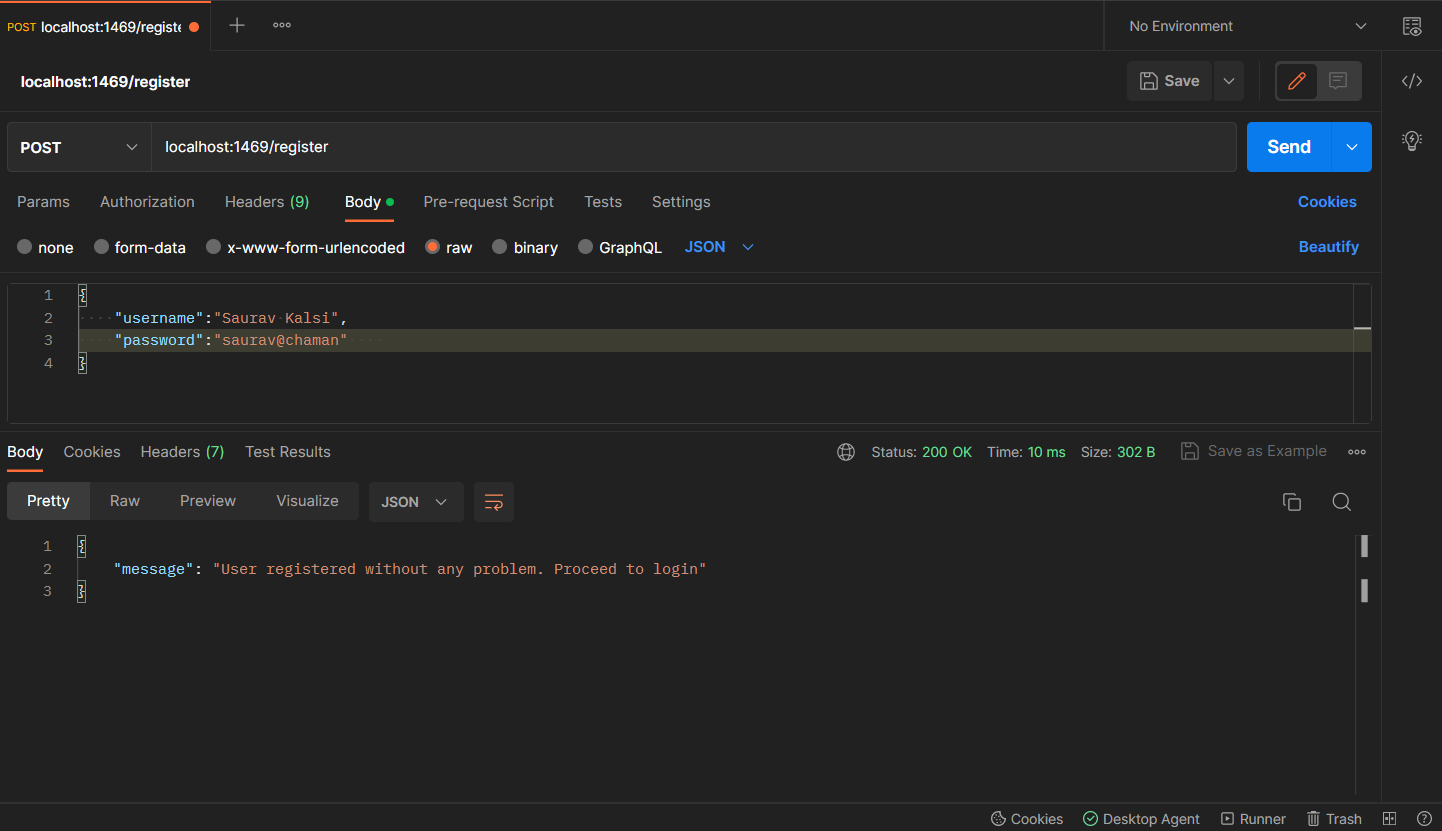 POST localhost:1469/registe
No Environment
localhost:1469/register
Save
POST localhost:1469/register Send
Params Authorization Headers (9) Body Pre-request Script Tests Settings Cookies
none form-data x-www-form-urlencoded raw binary GraphQL JSON Beautify
1 {
2 "username":"Saurav Kalsi",
3 "password":"saurav@chaman"
4 }
Body Cookies Headers (7) Test Results Status: 200 OK Time: 10 ms Size: 302 B Save as Example
Pretty Raw Preview Visualize JSON
1 {
2 "message": "User registered without any problem. Proceed to login"
3 }
Cookies Desktop Agent Runner Trash